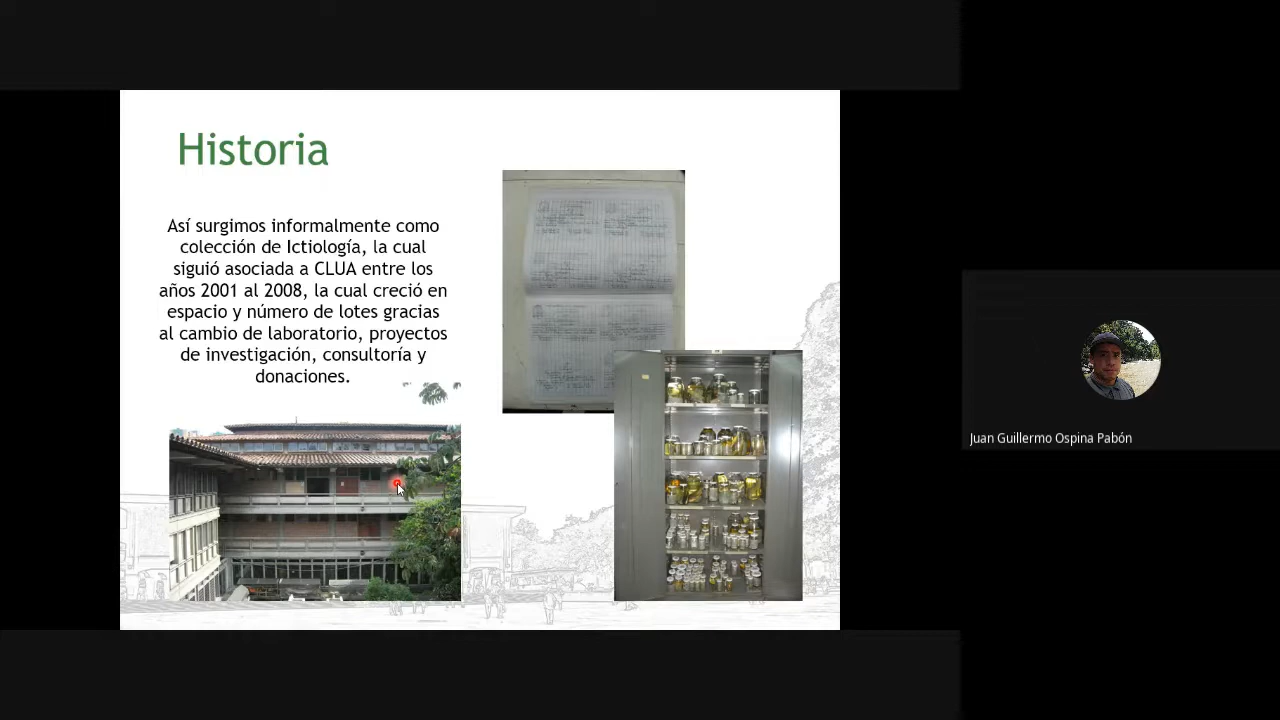 Historia
Así surgimos informalmente como
colección de Ictiología, la cual
siguió asociada a CLUA entre los
años 2001 al 2008, la cual creció en
espacio y número de lotes gracias
al cambio de laboratorio, proyectos
de investigación, consultoría y
donaciones.
Juan Guillermo Ospina Pabón